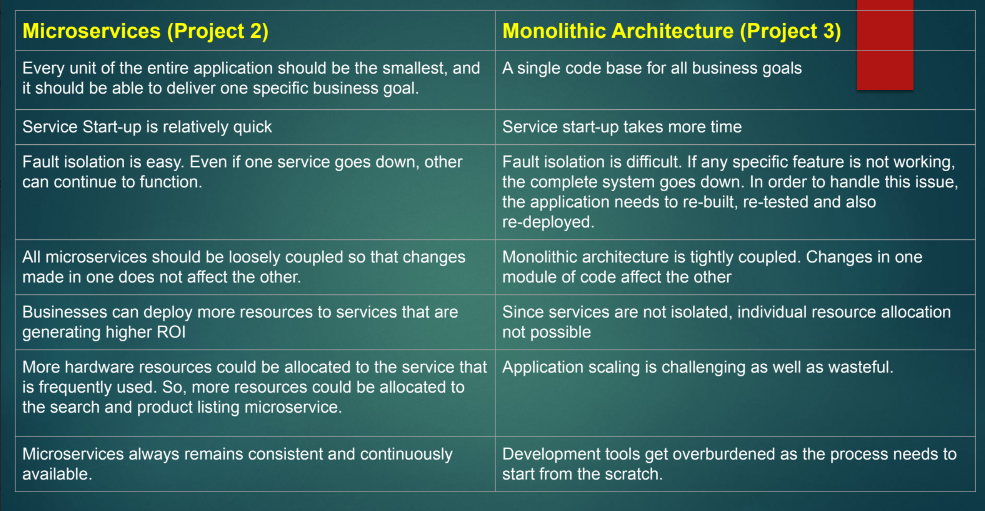 Microservices (Project 2)
Monolithic Architecture (Project 3)
Every unit of the entire application should be the smallest, and
it should be able to deliver one specific business goal.
A single code base for all business goals
Service Start-up is relatively quick
Service start-up takes more time
Fault isolation is easy. Even if one service goes down, other
can continue to function.
Fault isolation is difficult. If any specific feature is not working,
the complete system goes down. In order to handle this issue,
the application needs to re-built, re-tested and also
re-deployed.
All microservices should be loosely coupled so that changes
made in one does not affect the other.
Monolithic architecture is tightly coupled. Changes in one
module of code affect the other
Businesses can deploy more resources to services that are
generating higher ROI
Since services are not isolated, individual resource allocation
not possible
More hardware resources could be allocated to the service that
is frequently used. So, more resources could be allocated to
the search and product listing microservice.
Application scaling is challenging as well as wasteful.
Microservices always remains consistent and continuously
available.
Development tools get overburdened as the process needs to
start from the scratch.